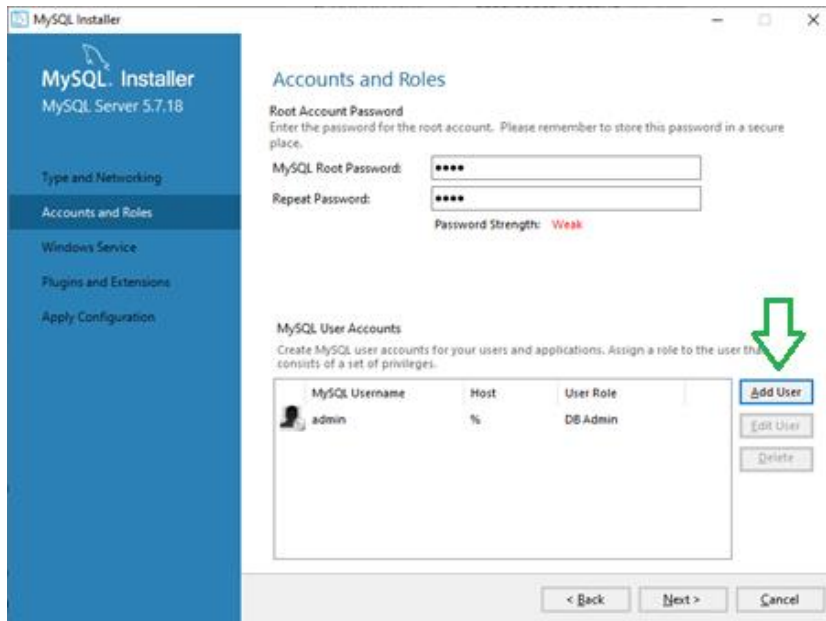 MySQL Installer
MySQL. Installer
MySQL Server 5.7.18
Type and Networking
Accounts and Roles
Windows Service
Plugins and Extensions
Apply Configuration
Accounts and Roles
Root Account Password
Enter the password for the root account. Please remember to store this password in a secure
place.
MySQL Root Password: ••••
Repeat Password: ••••
Password Strength: Weak
MySQL User Accounts
Create MySQL user accounts for your users and applications. Assign a role to the user
consists of a set of privileges.
MySQL Username Host User Role
admin % DB Admin
Add User
Edit User
Delete
< Back Next > Cancel